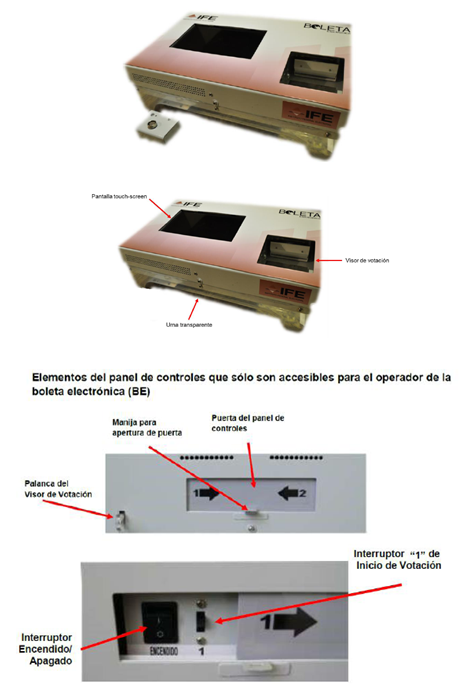 IFE
BOLETA
IFE
Pantalla touch-screen
IFE
BOLETA
Visor de votación
IFE
Urna transparente
Elementos del panel de controles que sólo son accesibles para el operador de la
boleta electrónica (BE)
Manija para
apertura de puerta
Puerta del panel de
controles
Palanca del
Visor de Votación
1
2
Interruptor “1” de
Inicio de Votación
1
Interruptor
Encendido/
Apagado
ENCENDIDO
1